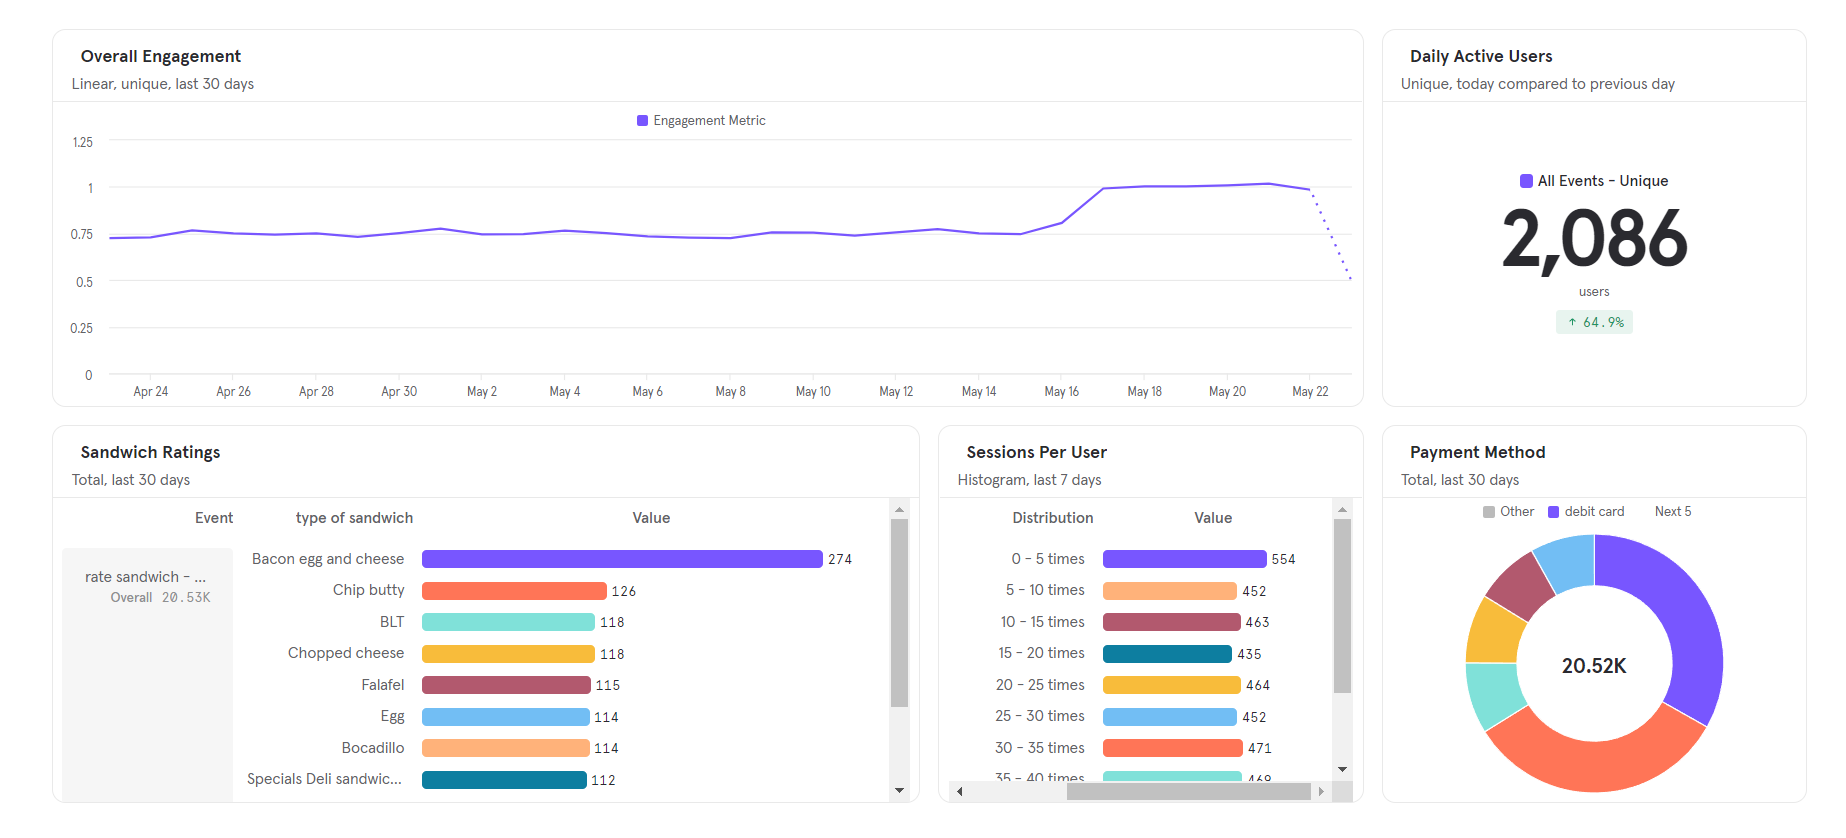 Overall Engagement
Linear, unique, last 30 days
Engagement Metric
1.25
1
0.75
0.5
0.25
0
Apr 24 Apr 26 Apr 28 Apr 30 May 2 May 4 May 6 May 8 May 10 May 12 May 14 May 16 May 18 May 20 May 22
Daily Active Users
Unique, today compared to previous day
All Events - Unique
2,086
users
↑ 64.9%
Sandwich Ratings
Total, last 30 days
Event type of sandwich Value
rate sandwich - ...
Overall 20.53K
Bacon egg and cheese 274
Chip butty 126
BLT 118
Chopped cheese 118
Falafel 115
Egg 114
Bocadillo 114
Specials Deli sandwic... 112
Sessions Per User
Histogram, last 7 days
Distribution Value
0 - 5 times 554
5 - 10 times 452
10 - 15 times 463
15 - 20 times 435
20 - 25 times 464
25 - 30 times 452
30 - 35 times 471
35 - 40 times 469
Payment Method
Total, last 30 days
Other debit card Next 5
20.52K